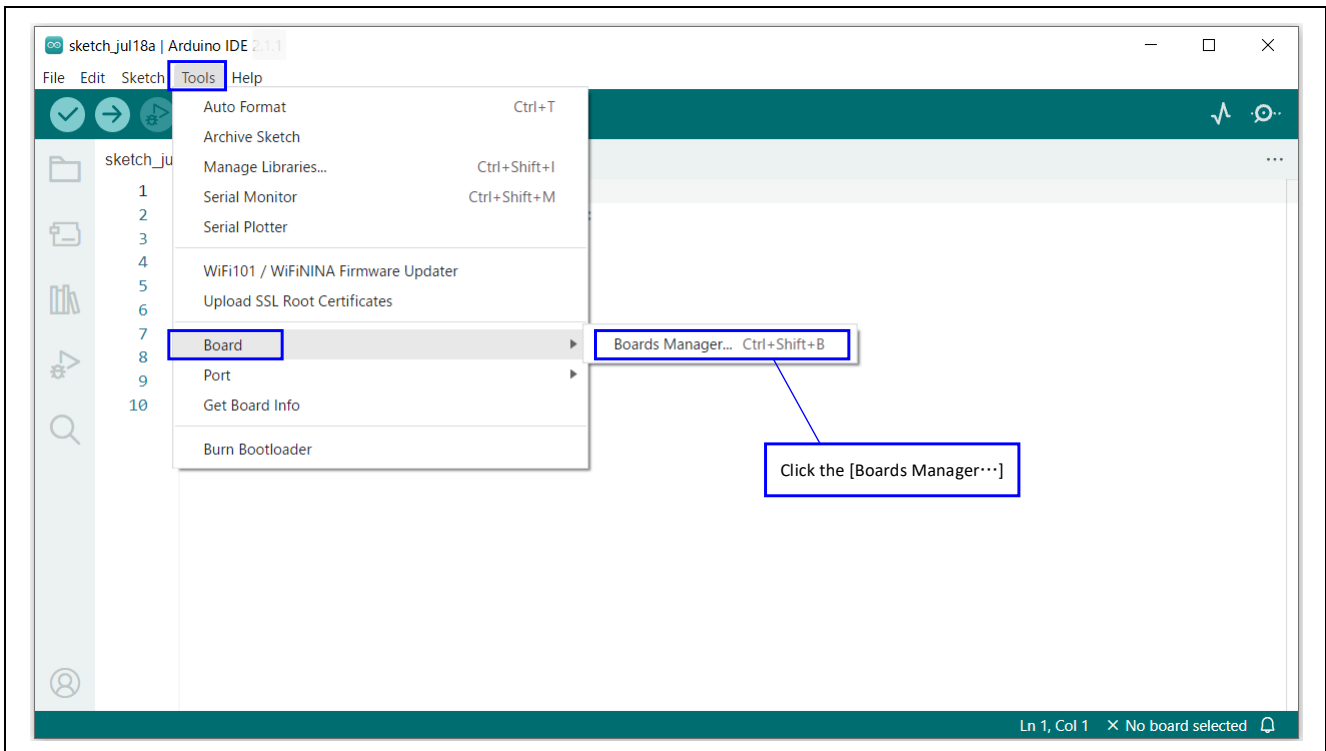 sketch_jul18a | Arduino IDE 2.1.1
File Edit Sketch Tools Help
Auto Format Ctrl+T
Archive Sketch
sketch_ju
Manage Libraries... Ctrl+Shift+I
Serial Monitor Ctrl+Shift+M
Serial Plotter
WiFi101 / WiFiNINA Firmware Updater
Upload SSL Root Certificates
Board
Boards Manager... Ctrl+Shift+B
Port
Get Board Info
Burn Bootloader
1
2
3
4
5
6
7
8
9
10
Click the [Boards Manager⋯]
Ln 1, Col 1 × No board selected